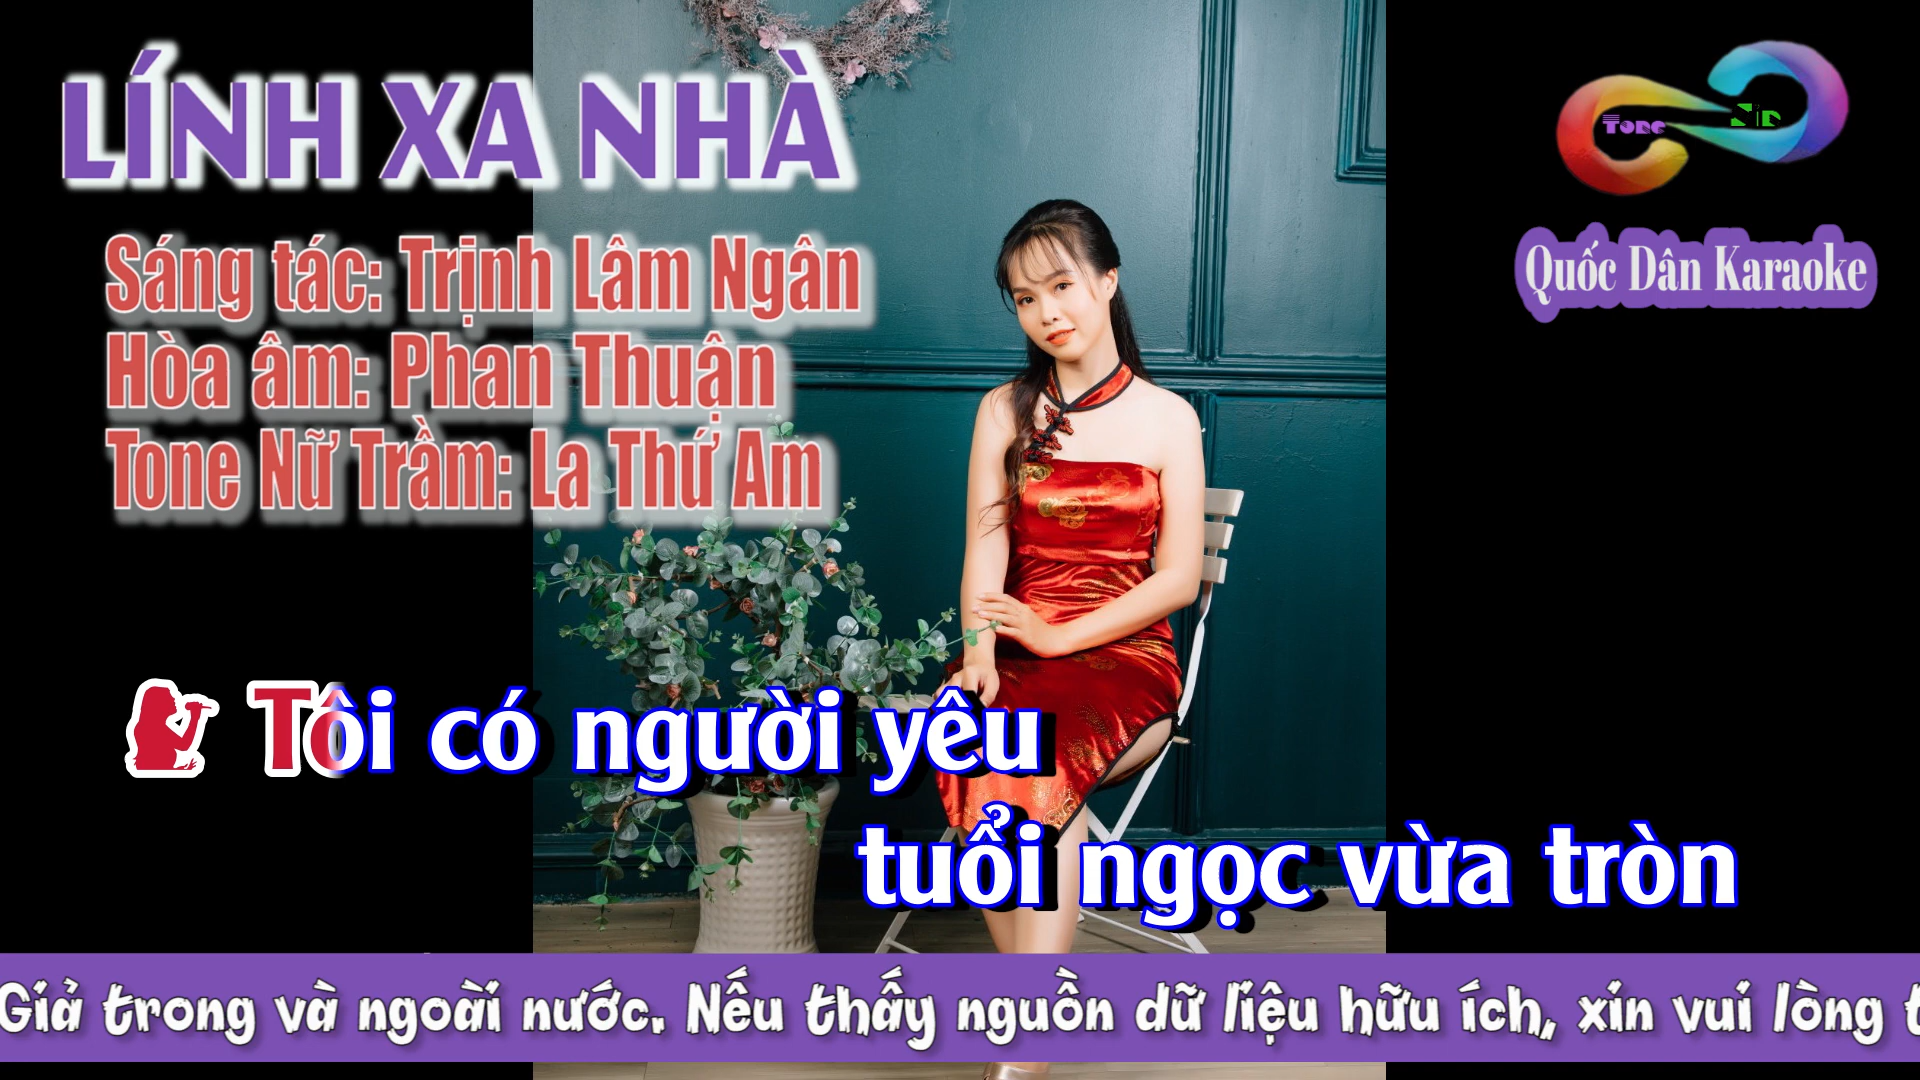 LÍNH XA NHÀ
Sáng tác: Trịnh Lâm Ngân
Hòa âm: Phan Thuận
Tone Nữ Trầm: La Thứ Am
Tone
Quốc Dân Karaoke
Tôi có người yêu
tuổi ngọc vừa tròn
Giả trong và ngoài nước. Nếu thấy nguồn dữ liệu hữu ích, xin vui lòng t